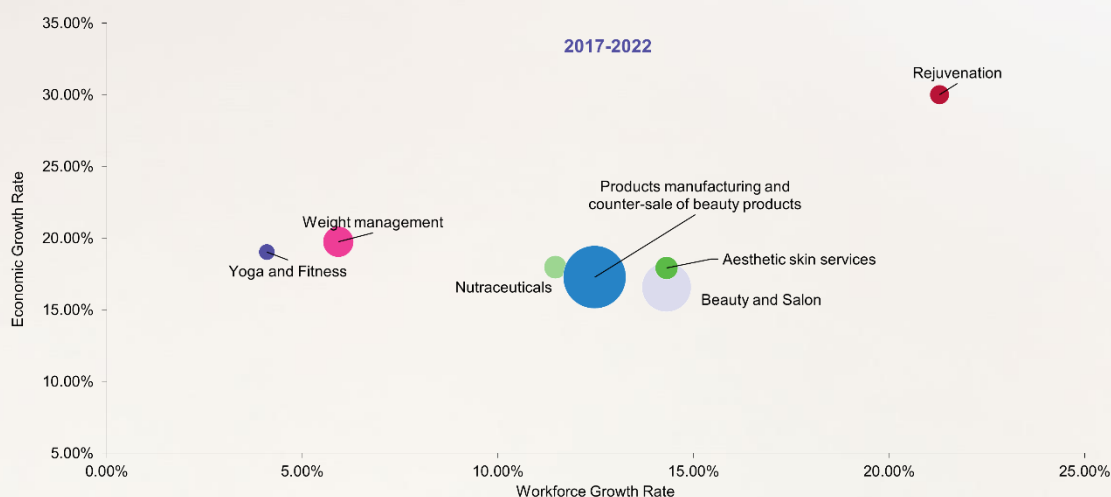 2017-2022
Economic Growth Rate
35.00%
30.00%
25.00%
20.00%
15.00%
10.00%
5.00%
Rejuvenation
Products manufacturing and
counter-sale of beauty products
Weight management
Yoga and Fitness
Nutraceuticals
Aesthetic skin services
Beauty and Salon
0.00%
5.00%
10.00%
15.00%
20.00%
25.00%
Workforce Growth Rate